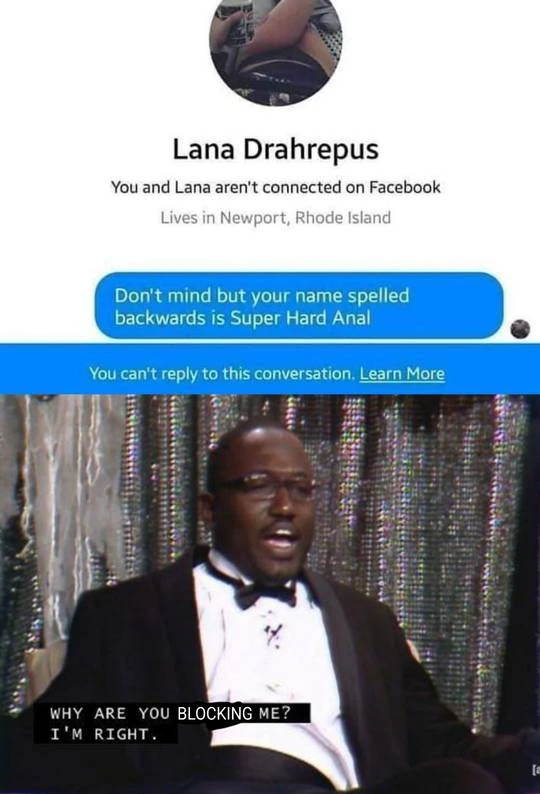 Lana Drahrepus
You and Lana aren't connected on Facebook
Lives in Newport, Rhode Island
Don't mind but your name spelled
backwards is Super Hard Anal
You can't reply to this conversation. Learn More
WHY ARE YOU BLOCKING ME?
I'M RIGHT.